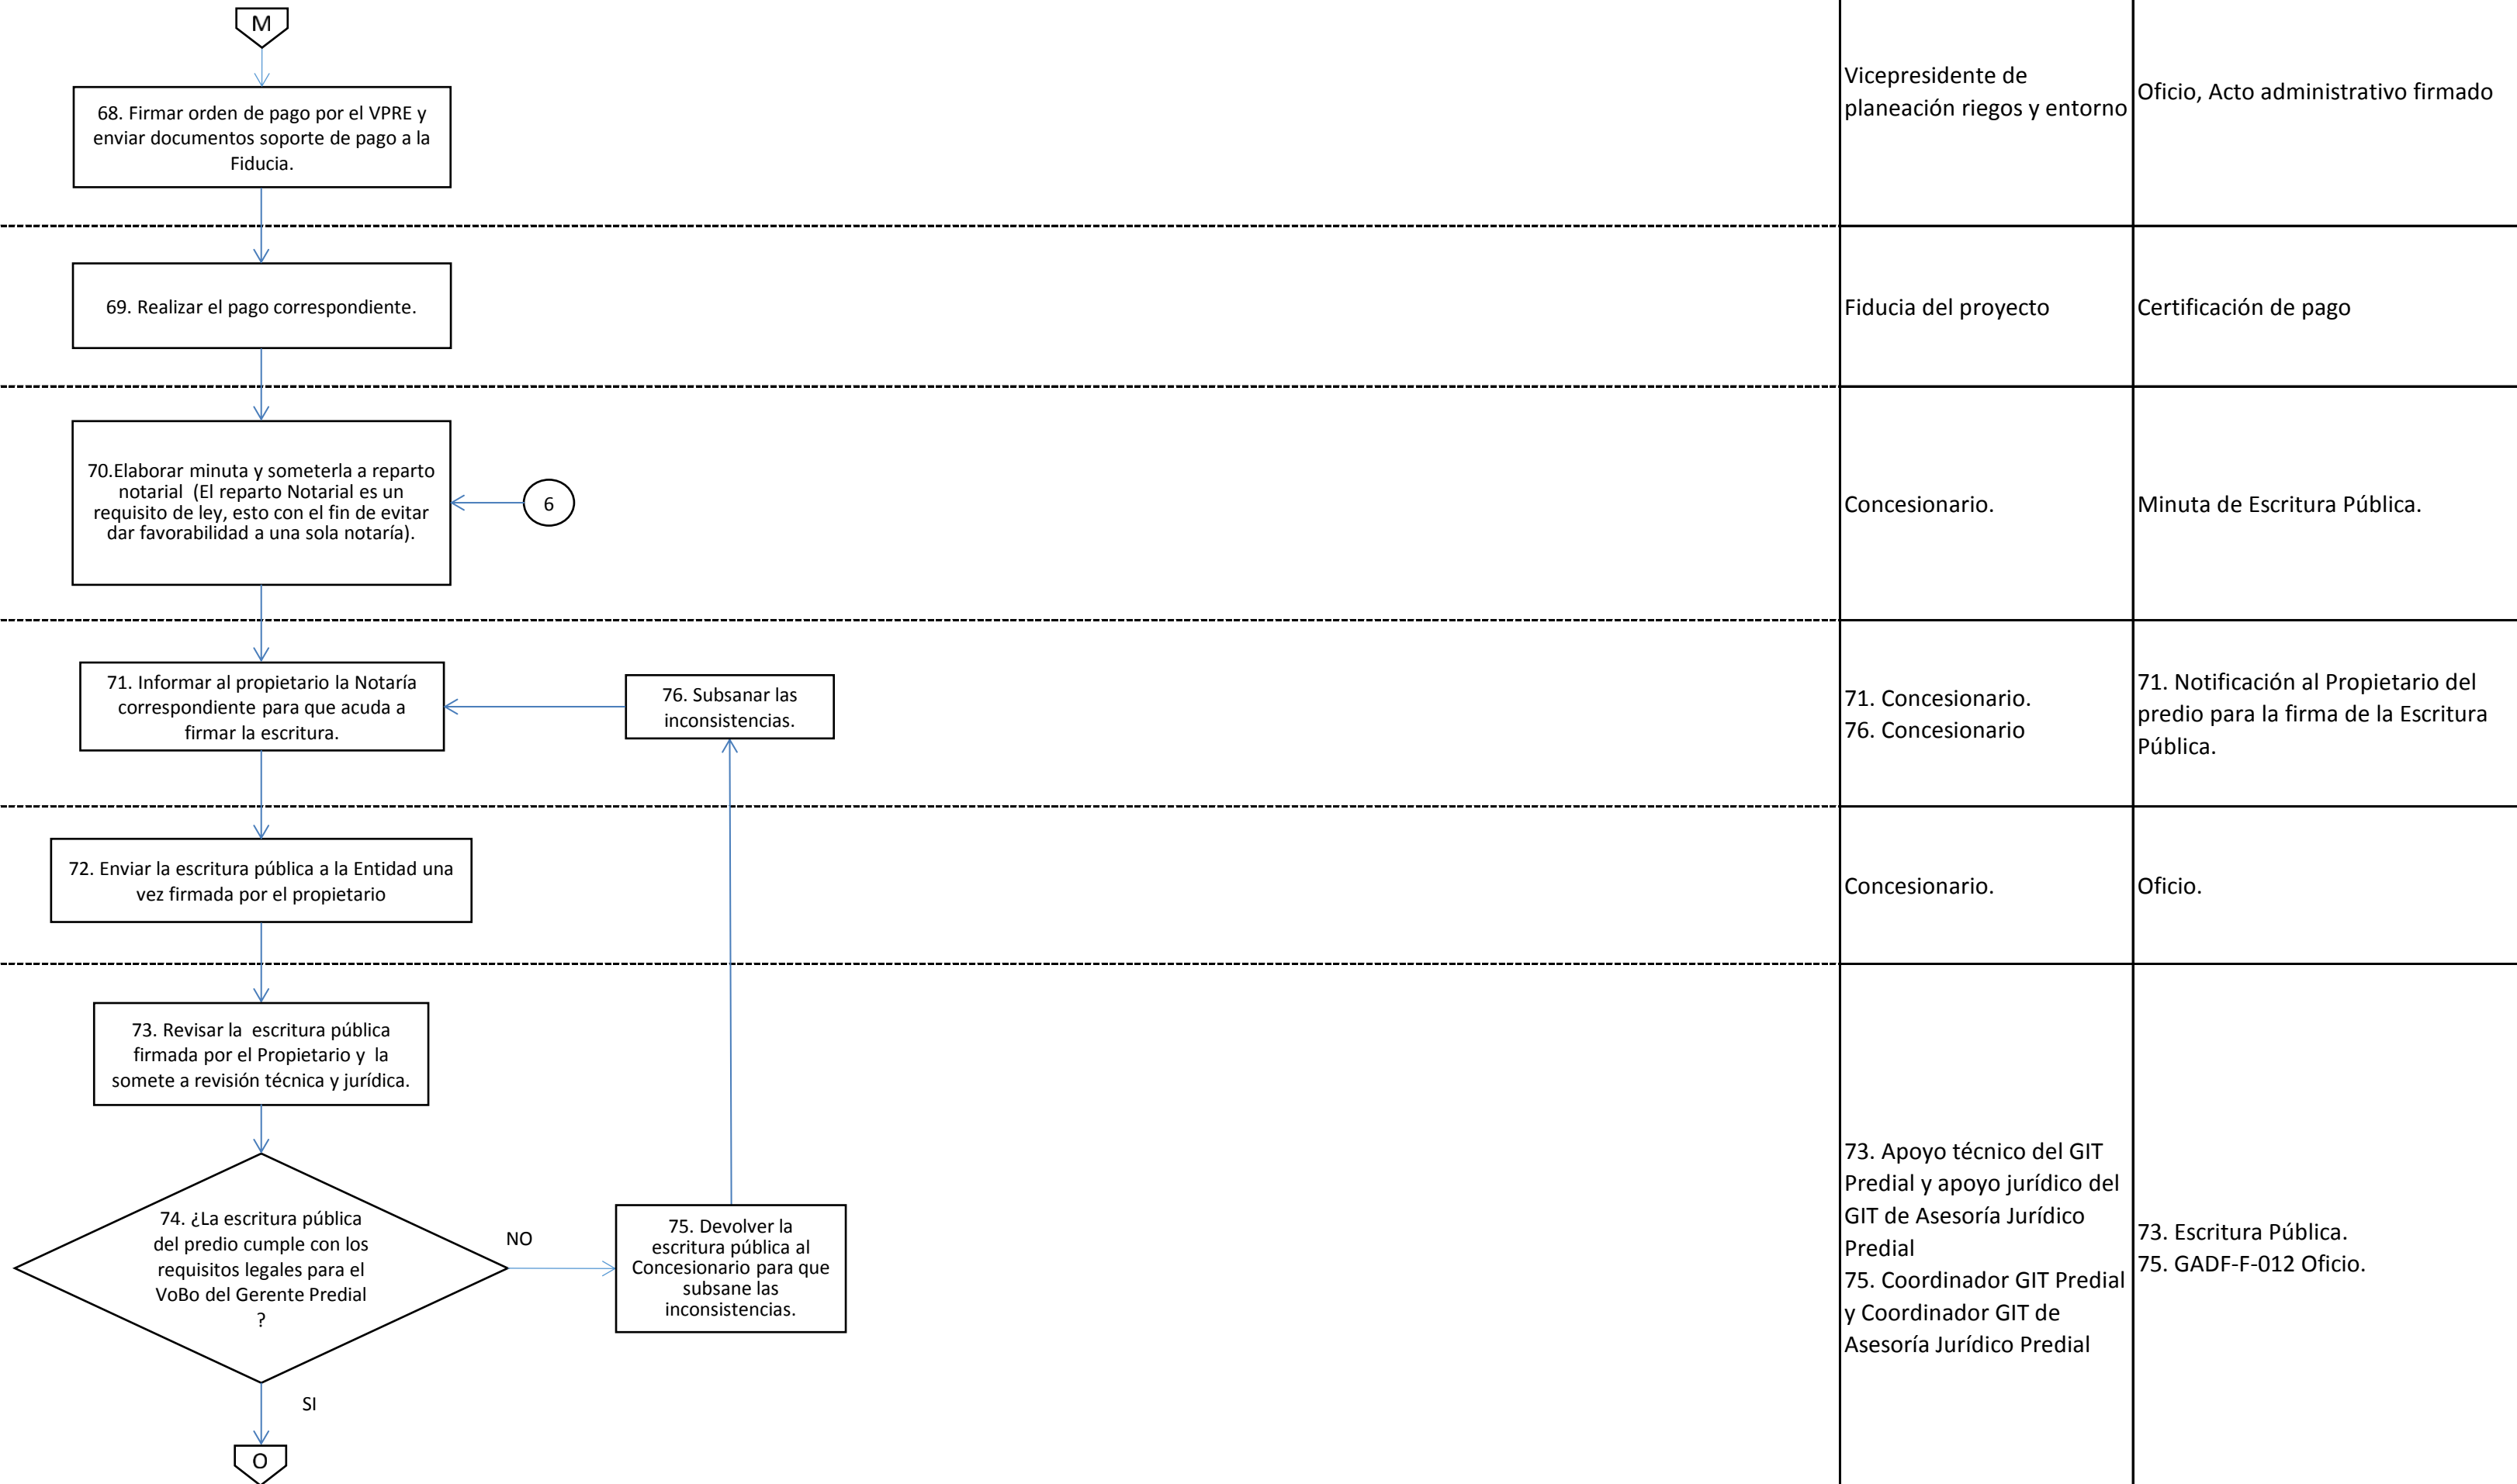 M
68. Firmar orden de pago por el VPRE y
enviar documentos soporte de pago a la
Fiducia.
Vicepresidente de
planeación riegos y entorno
Oficio, Acto administrativo firmado
69. Realizar el pago correspondiente.
Fiducia del proyecto
Certificación de pago
70.Elaborar minuta y someterla a reparto
notarial (El reparto Notarial es un
requisito de ley, esto con el fin de evitar
dar favorabilidad a una sola notaría).
6
Concesionario.
Minuta de Escritura Pública.
71. Informar al propietario la Notaría
correspondiente para que acuda a
firmar la escritura.
76. Subsanar las
inconsistencias.
71. Concesionario.
76. Concesionario
71. Notificación al Propietario del
predio para la firma de la Escritura
Pública.
72. Enviar la escritura pública a la Entidad una
vez firmada por el propietario
Concesionario.
Oficio.
73. Revisar la escritura pública
firmada por el Propietario y la
somete a revisión técnica y jurídica.
74. ¿La escritura pública
del predio cumple con los
requisitos legales para el
VoBo del Gerente Predial
?
NO
75. Devolver la
escritura pública al
Concesionario para que
subsane las
inconsistencias.
73. Apoyo técnico del GIT
Predial y apoyo jurídico del
GIT de Asesoría Jurídico
Predial
75. Coordinador GIT Predial
y Coordinador GIT de
Asesoría Jurídico Predial
73. Escritura Pública.
75. GADF-F-012 Oficio.
SI
O